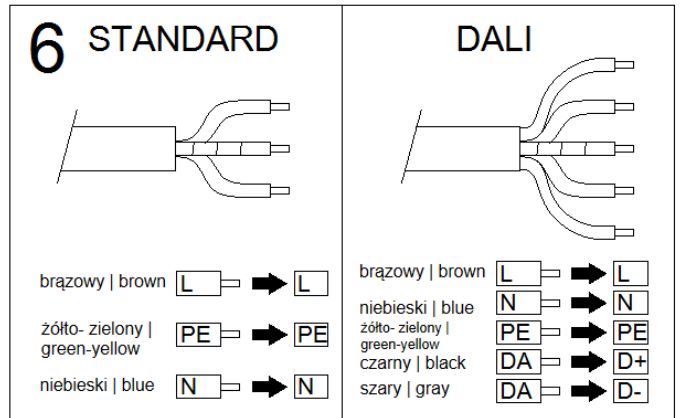 6 STANDARD
brązowy | brown L L
żółto- zielony |
green-yellow PE PE
niebieski | blue N N
DALI
brązowy | brown L L
niebieski | blue N N
żółto- zielony |
green-yellow PE PE
czarny | black DA D+
szary | gray DA D-